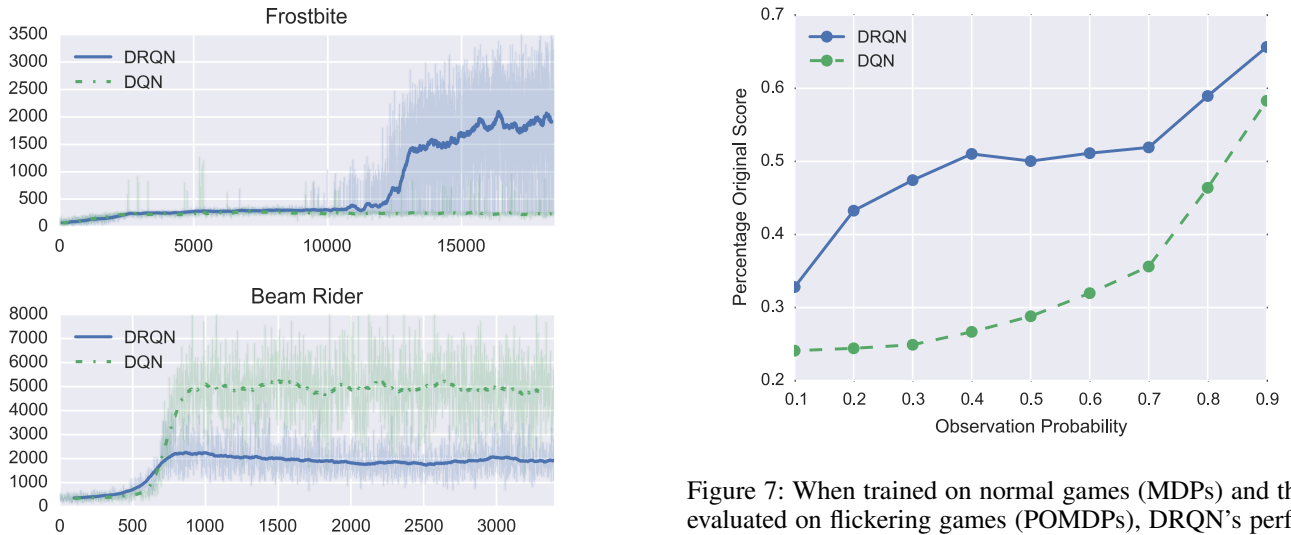 Frostbite
3500
3000
2500
2000
1500
1000
500
0
DRQN
DQN
0 5000 10000 15000
Beam Rider
8000
7000
6000
5000
4000
3000
2000
1000
0
DRQN
DQN
0 500 1000 1500 2000 2500 3000
0.7
0.6
0.5
0.4
0.3
0.2
Percentage Original Score
DRQN
DQN
0.1 0.2 0.3 0.4 0.5 0.6 0.7 0.8 0.9
Observation Probability
Figure 7: When trained on normal games (MDPs) and th
evaluated on flickering games (POMDPs), DRQN's perf